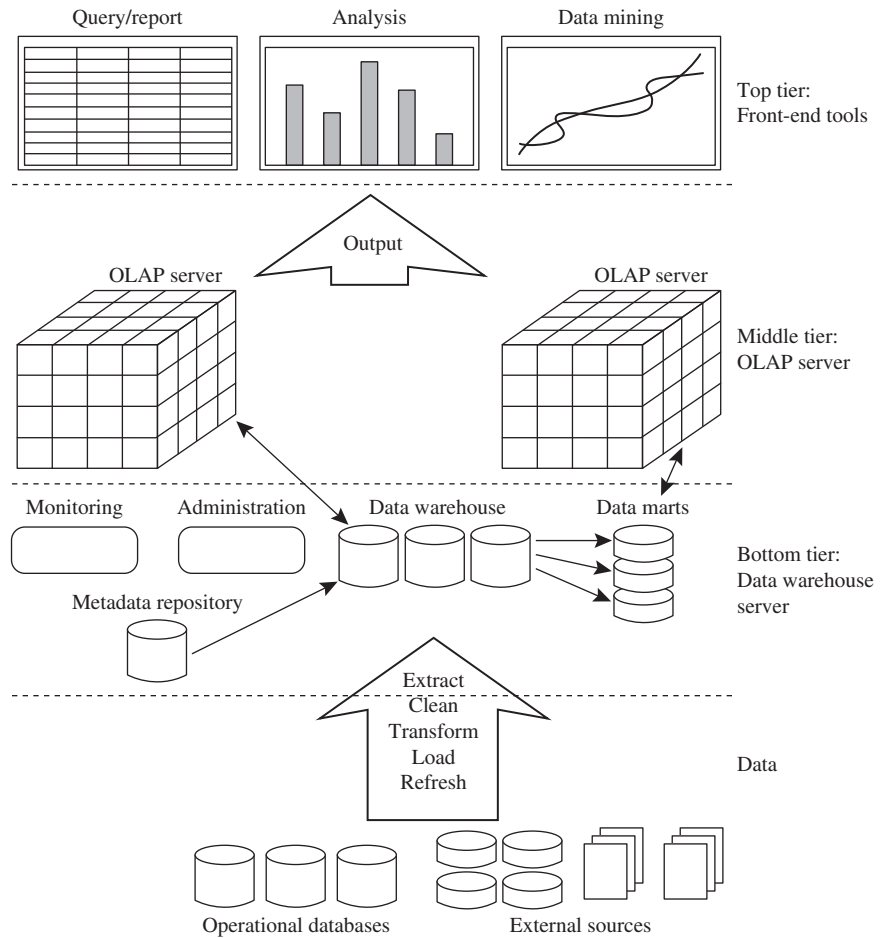 Query/report
Analysis
Data mining
Top tier:
Front-end tools
Output
OLAP server
OLAP server
Middle tier:
OLAP server
Monitoring
Administration
Data warehouse
Data marts
Bottom tier:
Data warehouse
server
Metadata repository
Extract
Clean
Transform
Load
Refresh
Data
Operational databases
External sources